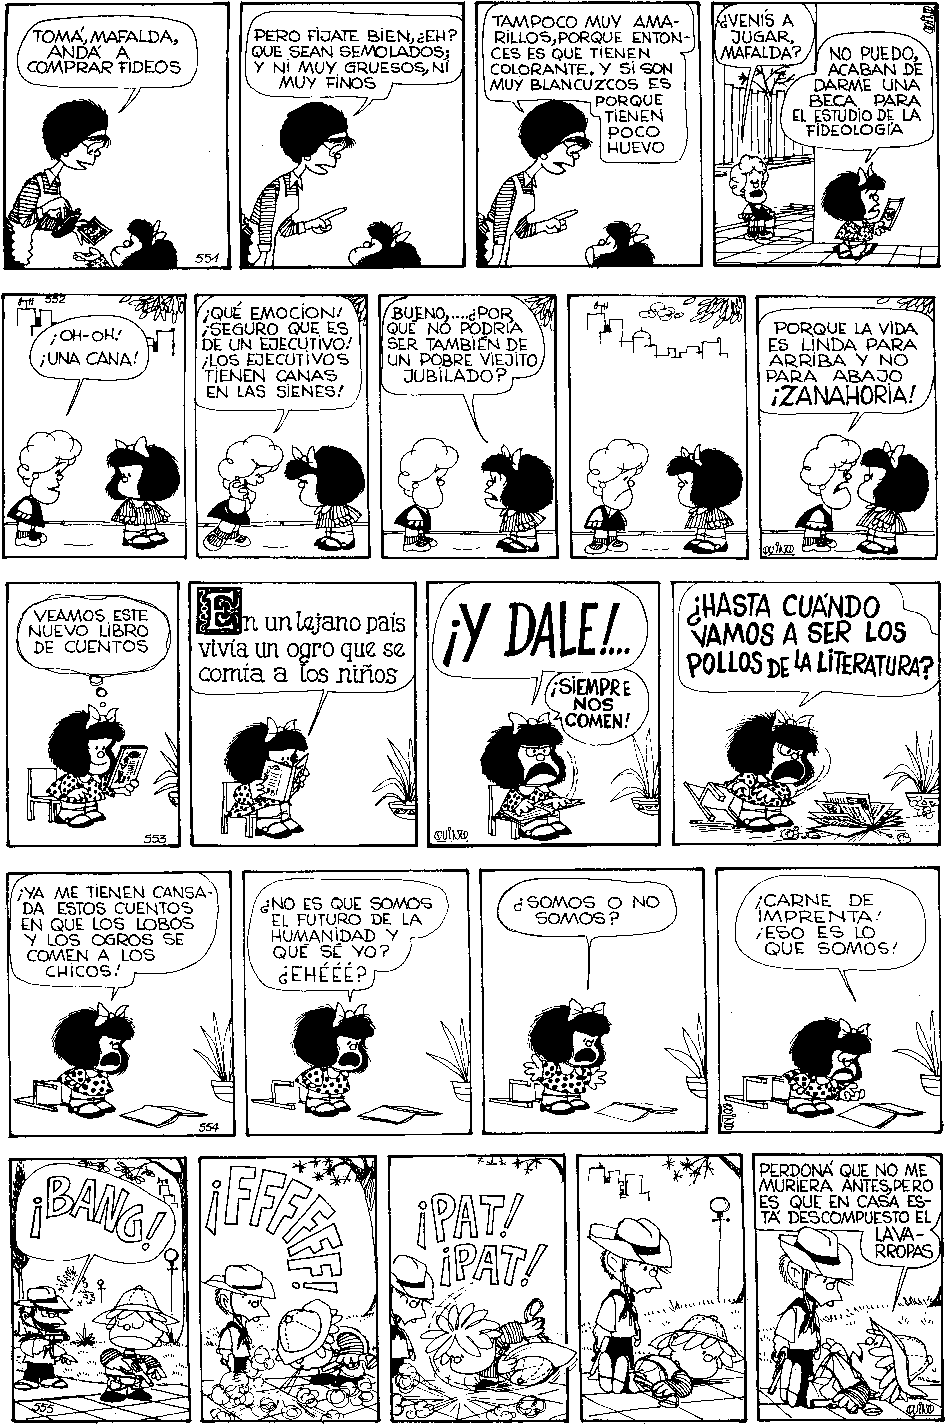 TOMÁ, MAFALDA,
ANDÁ A
COMPRAR FIDEOS
551
PERO FÍJATE BIEN, ¿EH?
QUE SEAN SEMOLADOS;
Y NI MUY GRUESOS, NI
MUY FINOS
TAMPOCO MUY AMA-
RILLOS, PORQUE ENTON-
CES ES QUE TIENEN
COLORANTE. Y SI SON
MUY BLANCUZCOS ES
PORQUE
TIENEN
POCO
HUEVO
¿VENÍS A
JUGAR,
MAFALDA?
NO PUEDO,
ACABAN DE
DARME UNA
BECA PARA
EL ESTUDIO DE LA
FIDEOLOGÍA
QUINO
552
¡OH-OH!
¡UNA CANA!
¡QUÉ EMOCION!
¡SEGURO QUE ES
DE UN EJECUTIVO!
¡LOS EJECUTIVOS
TIENEN CANAS
EN LAS SIENES!
BUENO,....¿POR
QUÉ NO PODRÍA
SER TAMBIÉN DE
UN POBRE VIEJITO
JUBILADO?
PORQUE LA VIDA
ES LINDA PARA
ARRIBA Y NO
PARA ABAJO
¡ZANAHORIA!
QUINO
VEAMOS ESTE
NUEVO LIBRO
DE CUENTOS
553
En un lejano país
vivía un ogro que se
comía a los niños
¡Y DALE!...
¡SIEMPRE
NOS
COMEN!
QUINO
¿HASTA CUÁNDO
VAMOS A SER LOS
POLLOS DE LA LITERATURA?
¡YA ME TIENEN CANSA-
DA ESTOS CUENTOS
EN QUE LOS LOBOS
Y LOS OGROS SE
COMEN A LOS
CHICOS!
554
¿NO ES QUE SOMOS
EL FUTURO DE LA
HUMANIDAD Y
QUÉ SÉ YO?
¿EHÉÉÉ?
¿SOMOS O NO
SOMOS?
¡CARNE DE
IMPRENTA!
¡ESO ES LO
QUE SOMOS!
QUINO
¡BANG!
555
¡FFFFFF!
¡PAT!
¡PAT!
PERDONÁ QUE NO ME
MURIERA ANTES, PERO
ES QUE EN CASA ES-
TÁ DESCOMPUESTO EL
LAVA-
RROPAS
QUINO